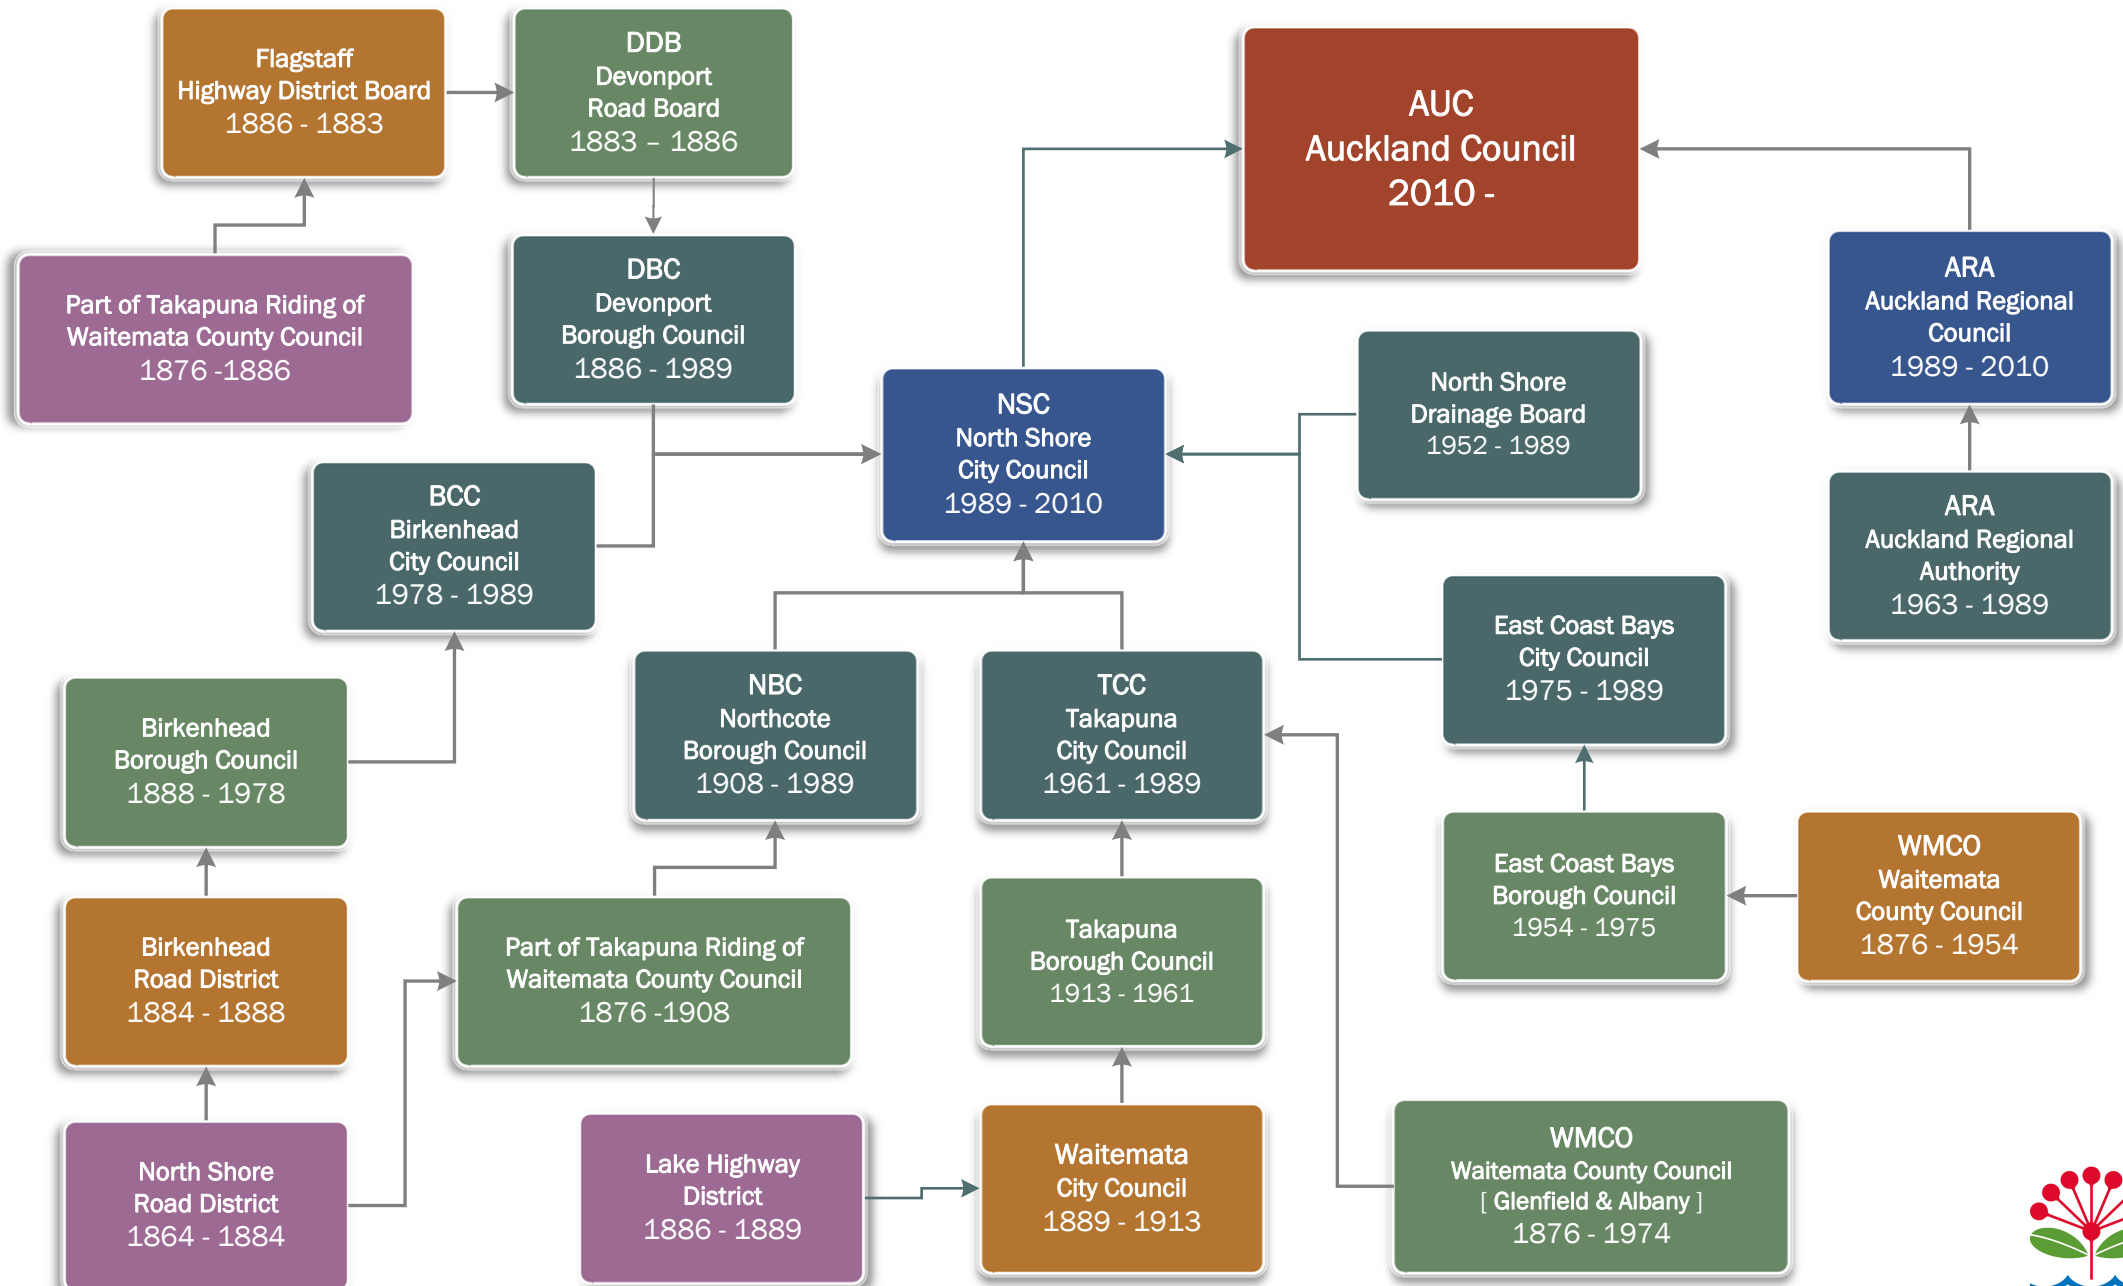 Flagstaff
Highway District Board
1886 - 1883
DDB
Devonport
Road Board
1883 – 1886
AUC
Auckland Council
2010 -
Part of Takapuna Riding of
Waitemata County Council
1876 -1886
DBC
Devonport
Borough Council
1886 - 1989
ARA
Auckland Regional
Council
1989 - 2010
NSC
North Shore
City Council
1989 - 2010
North Shore
Drainage Board
1952 - 1989
BCC
Birkenhead
City Council
1978 - 1989
ARA
Auckland Regional
Authority
1963 - 1989
East Coast Bays
City Council
1975 - 1989
Birkenhead
Borough Council
1888 - 1978
NBC
Northcote
Borough Council
1908 - 1989
TCC
Takapuna
City Council
1961 - 1989
East Coast Bays
Borough Council
1954 - 1975
WMCO
Waitemata
County Council
1876 - 1954
Birkenhead
Road District
1884 - 1888
Part of Takapuna Riding of
Waitemata County Council
1876 -1908
Takapuna
Borough Council
1913 - 1961
North Shore
Road District
1864 - 1884
Lake Highway
District
1886 - 1889
Waitemata
City Council
1889 - 1913
WMCO
Waitemata County Council
[ Glenfield & Albany ]
1876 - 1974